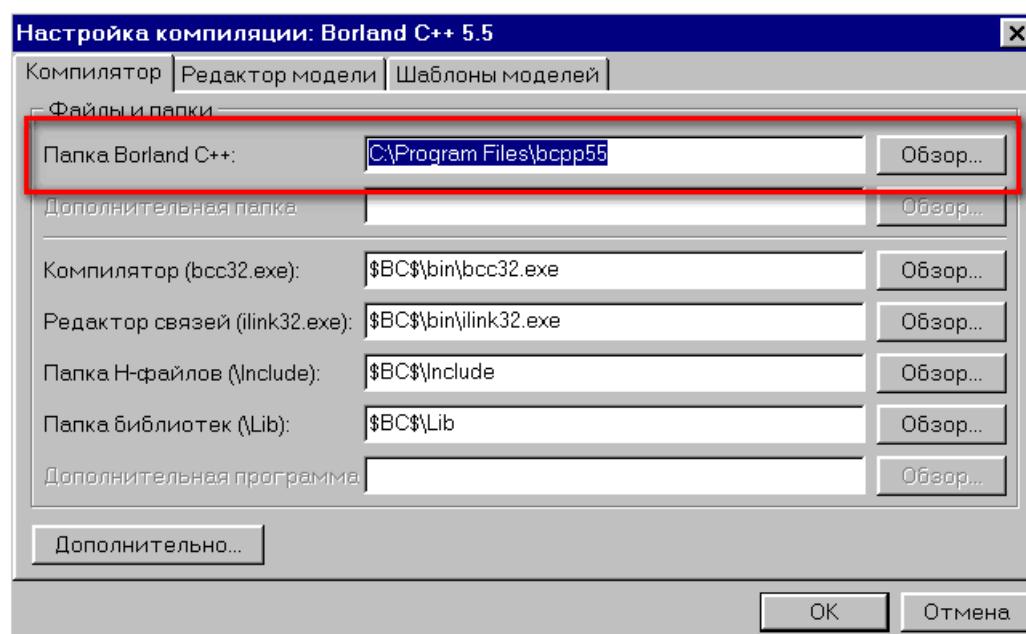 Настройка компиляции: Borland C++ 5.5
Компилятор Редактор модели Шаблоны моделей
Файлы и папки
Папка Borland C++: C:\Program Files\bcpp55 Обзор...
Дополнительная папка Обзор...
Компилятор (bcc32.exe): $BC$\bin\bcc32.exe Обзор...
Редактор связей (ilink32.exe): $BC$\bin\ilink32.exe Обзор...
Папка H-файлов (\Include): $BC$\Include Обзор...
Папка библиотек (\Lib): $BC$\Lib Обзор...
Дополнительная программа Обзор...
Дополнительно...
OK Отмена